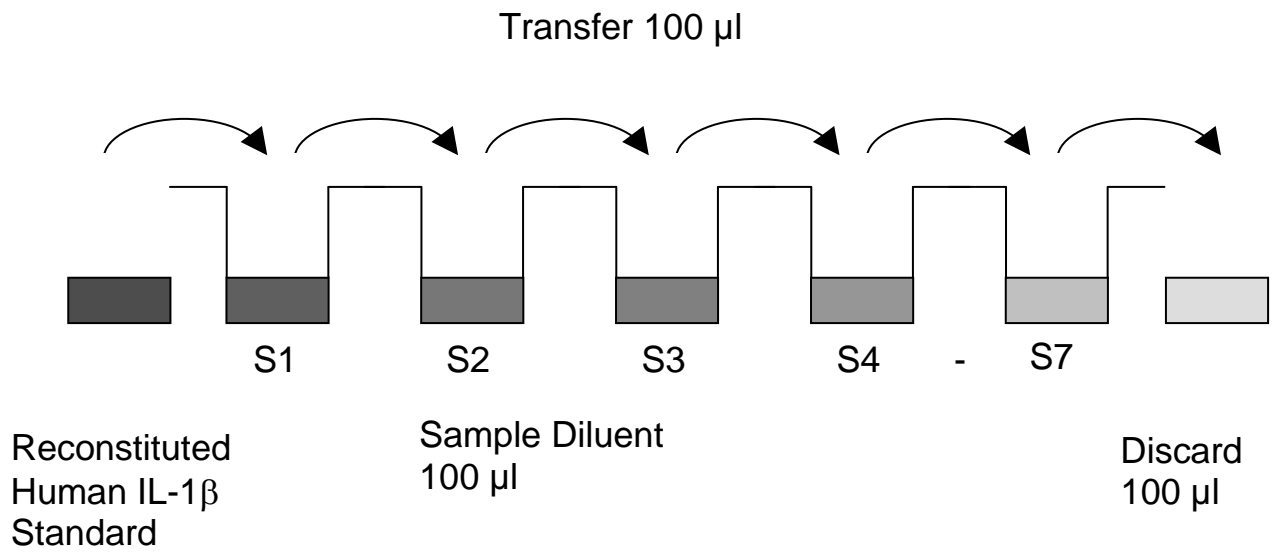 Transfer 100 µl
S1 S2 S3 S4 - S7
Reconstituted
Human IL-1β
Standard
Sample Diluent
100 µl
Discard
100 µl